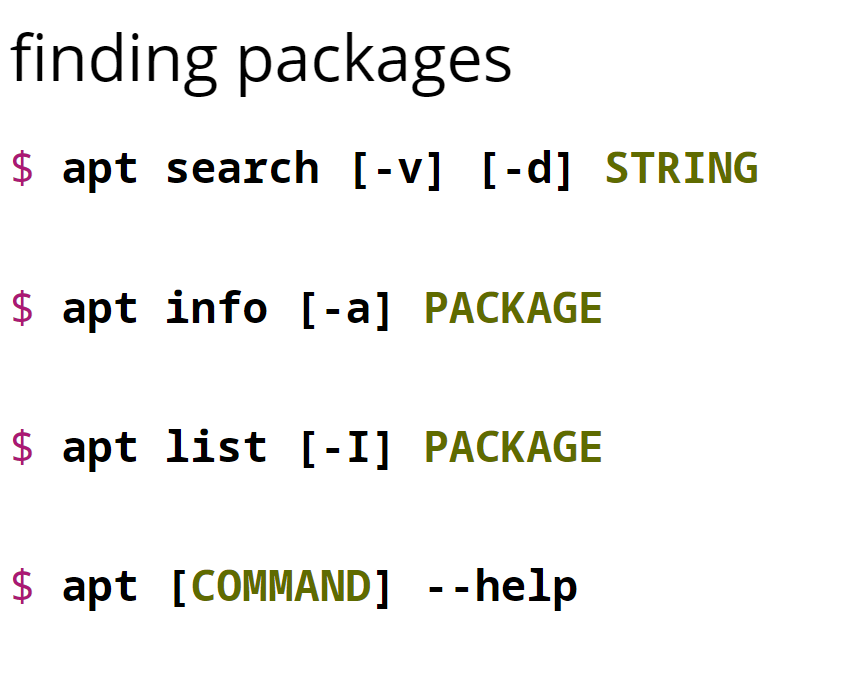 finding packages
$ apt search [-v] [-d] STRING
$ apt info [-a] PACKAGE
$ apt list [-I] PACKAGE
$ apt [COMMAND] --help